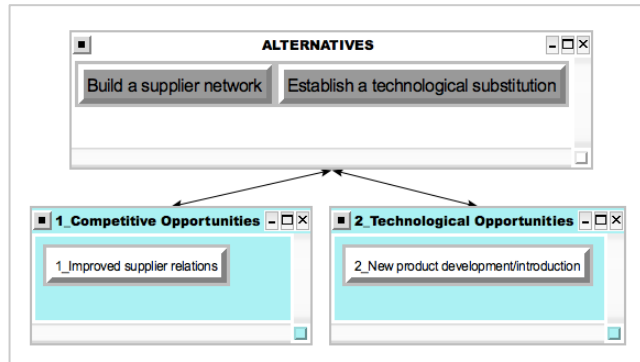 ALTERNATIVES
Build a supplier network
Establish a technological substitution
1_Competitive Opportunities
1_Improved supplier relations
2_Technological Opportunities
2_New product development/introduction